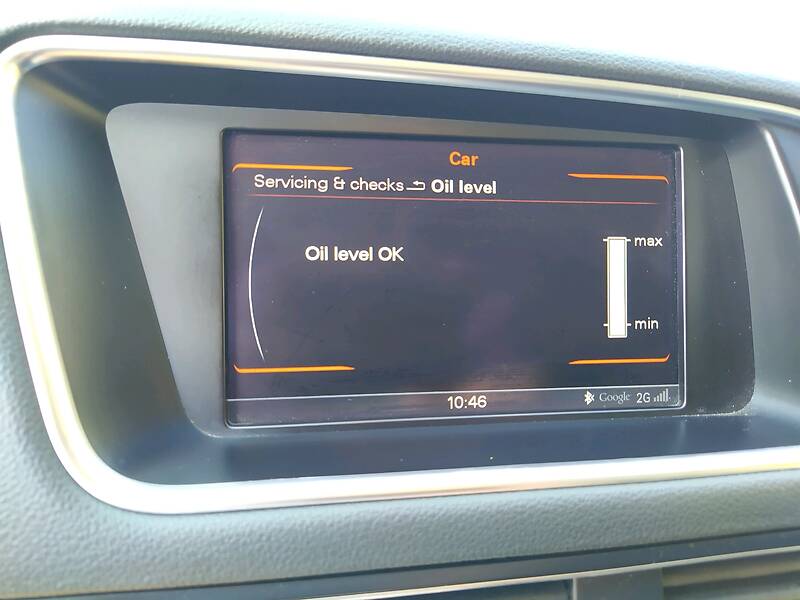 Car
Servicing & checks Oil level
Oil level OK
max
min
10:46 Google 2G